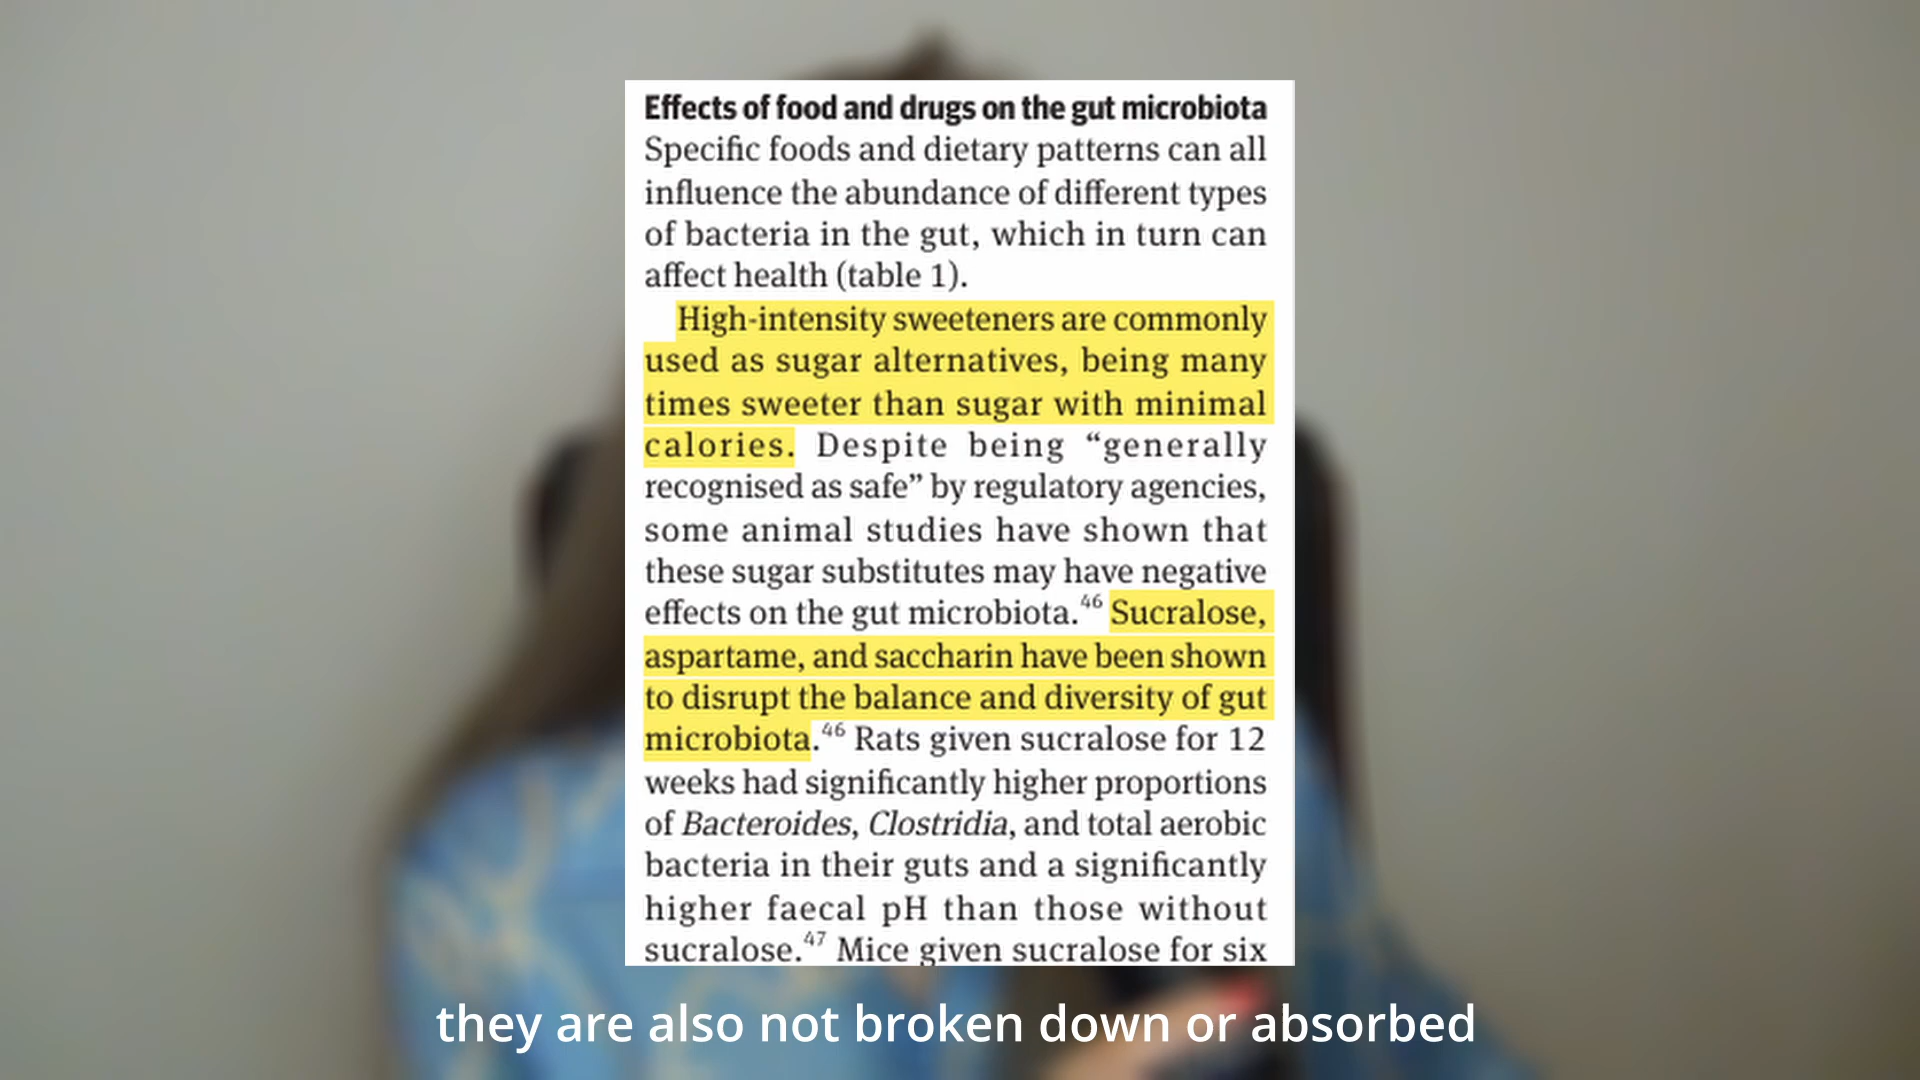 Effects of food and drugs on the gut microbiota
Specific foods and dietary patterns can all
influence the abundance of different types
of bacteria in the gut, which in turn can
affect health (table 1).
High-intensity sweeteners are commonly
used as sugar alternatives, being many
times sweeter than sugar with minimal
calories. Despite being “generally
recognised as safe” by regulatory agencies,
some animal studies have shown that
these sugar substitutes may have negative
effects on the gut microbiota.46 Sucralose,
aspartame, and saccharin have been shown
to disrupt the balance and diversity of gut
microbiota.46 Rats given sucralose for 12
weeks had significantly higher proportions
of Bacteroides, Clostridia, and total aerobic
bacteria in their guts and a significantly
higher faecal pH than those without
sucralose.47 Mice given sucralose for six
they are also not broken down or absorbed